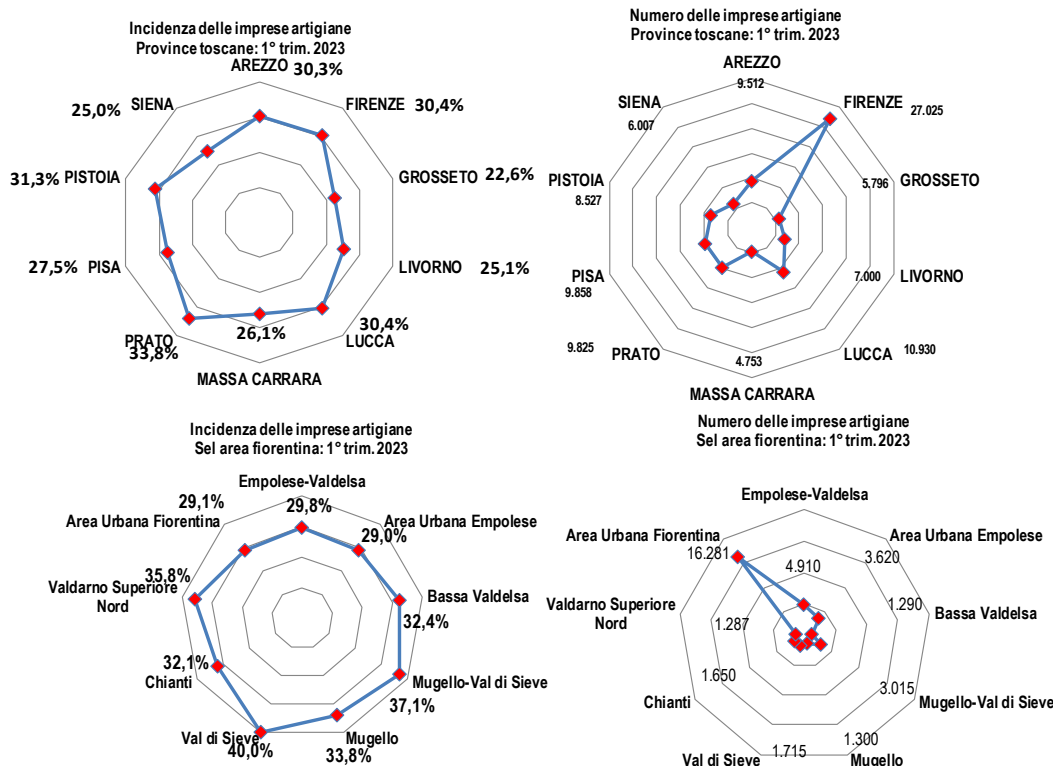 Incidenza delle imprese artigiane
Province toscane: 1° trim. 2023
AREZZO
30,3%
FIRENZE
30,4%
GROSSETO
22,6%
LIVORNO
25,1%
LUCCA
30,4%
MASSA CARRARA
26,1%
PRATO
33,8%
PISA
27,5%
PISTOIA
31,3%
SIENA
25,0%
Numero delle imprese artigiane
Province toscane: 1° trim. 2023
AREZZO
9.512
FIRENZE
27.025
GROSSETO
5.796
LIVORNO
7.000
LUCCA
10.930
MASSA CARRARA
4.753
PRATO
9.825
PISA
9.858
PISTOIA
8.527
SIENA
6.007
Incidenza delle imprese artigiane
Sel area fiorentina: 1° trim. 2023
Empolese-Valdelsa
29,8%
Area Urbana Empolese
29,0%
Bassa Valdelsa
32,4%
Mugello-Val di Sieve
37,1%
Mugello
33,8%
Val di Sieve
40,0%
Chianti
32,1%
Valdarno Superiore
Nord
35,8%
Area Urbana Fiorentina
29,1%
Numero delle imprese artigiane
Sel area fiorentina: 1° trim. 2023
Empolese-Valdelsa
4.910
Area Urbana Empolese
3.620
Bassa Valdelsa
1.290
Mugello-Val di Sieve
3.015
Mugello
1.300
Val di Sieve
1.715
Chianti
1.650
Valdarno Superiore
Nord
1.287
Area Urbana Fiorentina
16.281